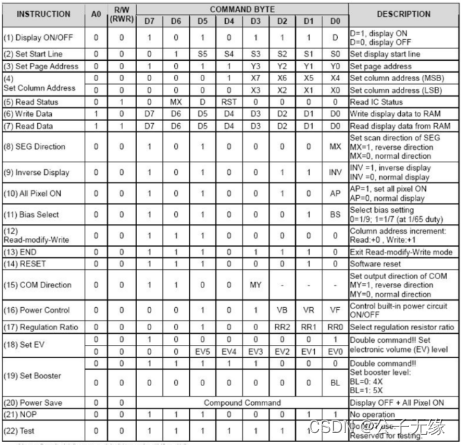 INSTRUCTION A0 R/W (RWR) COMMAND BYTE DESCRIPTION
D7 D6 D5 D4 D3 D2 D1 D0
(1) Display ON/OFF 0 0 1 0 1 0 1 1 1 D D=1, display ON
D=0, display OFF
(2) Set Start Line 0 0 0 1 S5 S4 S3 S2 S1 S0 Set display start line
(3) Set Page Address 0 0 1 0 1 1 Y3 Y2 Y1 Y0 Set page address
(4) Set Column Address 0 0 0 0 0 1 X7 X6 X5 X4 Set column address (MSB)
0 0 0 0 0 0 X3 X2 X1 X0 Set column address (LSB)
(5) Read Status 0 1 0 MX D RST 0 0 0 0 Read IC Status
(6) Write Data 1 0 D7 D6 D5 D4 D3 D2 D1 D0 Write display data to RAM
(7) Read Data 1 1 D7 D6 D5 D4 D3 D2 D1 D0 Read display data from RAM
(8) SEG Direction 0 0 1 0 1 0 0 0 0 MX Set scan direction of SEG
MX=1, reverse direction
MX=0, normal direction
(9) Inverse Display 0 0 1 0 1 0 0 1 1 INV INV =1, inverse display
INV =0, normal display
(10) All Pixel ON 0 0 1 0 1 0 0 1 0 AP AP=1, set all pixel ON
AP=0, normal display
(11) Bias Select 0 0 1 0 1 0 0 0 1 BS Select bias setting
0=1/9; 1=1/7 (at 1/65 duty)
(12) Read-modify-Write 0 0 1 1 1 0 0 0 0 0 Column address increment:
Read:+0 , Write:+1
(13) END 0 0 1 1 1 0 1 1 1 0 Exit Read-modify-Write mode
(14) RESET 0 0 1 1 1 0 0 0 1 0 Software reset
(15) COM Direction 0 0 1 1 0 0 MY - - - Set output direction of COM
MY=1, reverse direction
MY=0, normal direction
(16) Power Control 0 0 0 0 1 0 1 VB VR VF Control built-in power circuit
ON/OFF
(17) Regulation Ratio 0 0 0 0 1 0 0 RR2 RR1 RR0 Select regulation resistor ratio
(18) Set EV 0 0 1 0 0 0 0 0 0 1 Double command!! Set
0 0 0 0 EV5 EV4 EV3 EV2 EV1 EV0 electronic volume (EV) level
(19) Set Booster 0 0 1 1 1 1 1 0 0 0 Double command!!
Set booster level:
0 0 0 0 0 0 0 0 0 BL BL=0: 4X
BL=1: 5X
(20) Power Save 0 0 Compound Command Display OFF + All Pixel ON
(21) NOP 0 0 1 1 1 0 0 0 1 1 No operation
(22) Test 0 0 1 1 1 1 1 1 1 Do NOT use.
Reserved for testing.